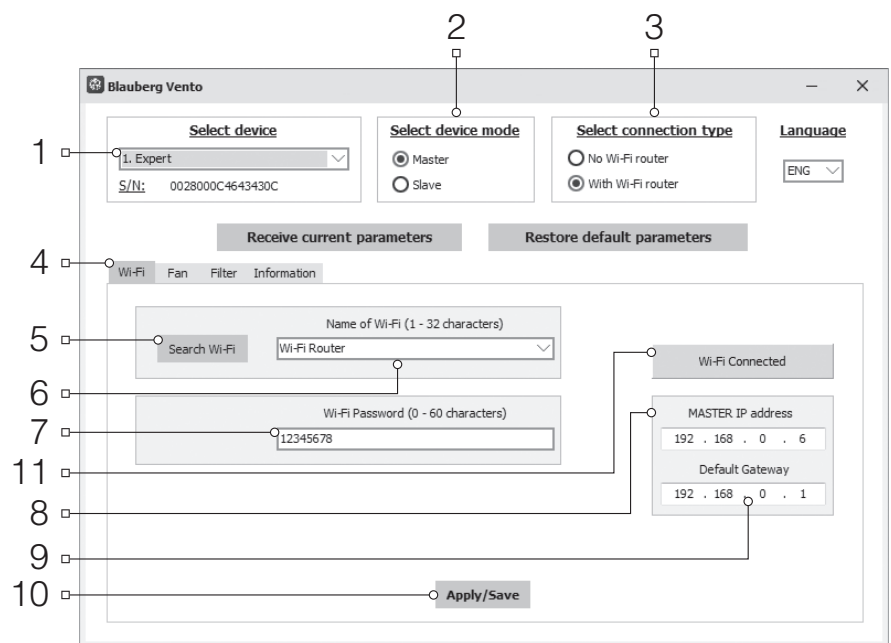 2 3
Blauberg Vento
Select device Select device mode Select connection type Language
1 1. Expert Master No Wi-Fi router ENG
S/N: 0028000C4643430C Slave With Wi-Fi router
Receive current parameters Restore default parameters
4 Wi-Fi Fan Filter Information
Name of Wi-Fi (1 - 32 characters)
5 Search Wi-Fi Wi-Fi Router Wi-Fi Connected
6
Wi-Fi Password (0 - 60 characters) MASTER IP address
7 12345678 192 . 168 . 0 . 6
11 Default Gateway
8 192 . 168 . 0 . 1
9
10 Apply/Save